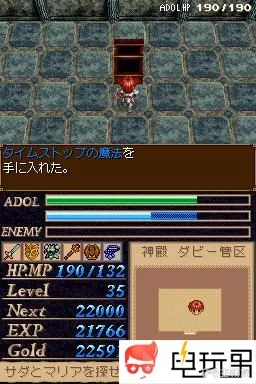 ADOL HP 190/190
タイムストップの魔法を
手に入れた。
ADOL
ENEMY
HP.MP 190/132
Level 35
Next 22000
EXP 21766
Gold 2259
神殿 ダビー管区
サダとマリアを探せ
电玩男